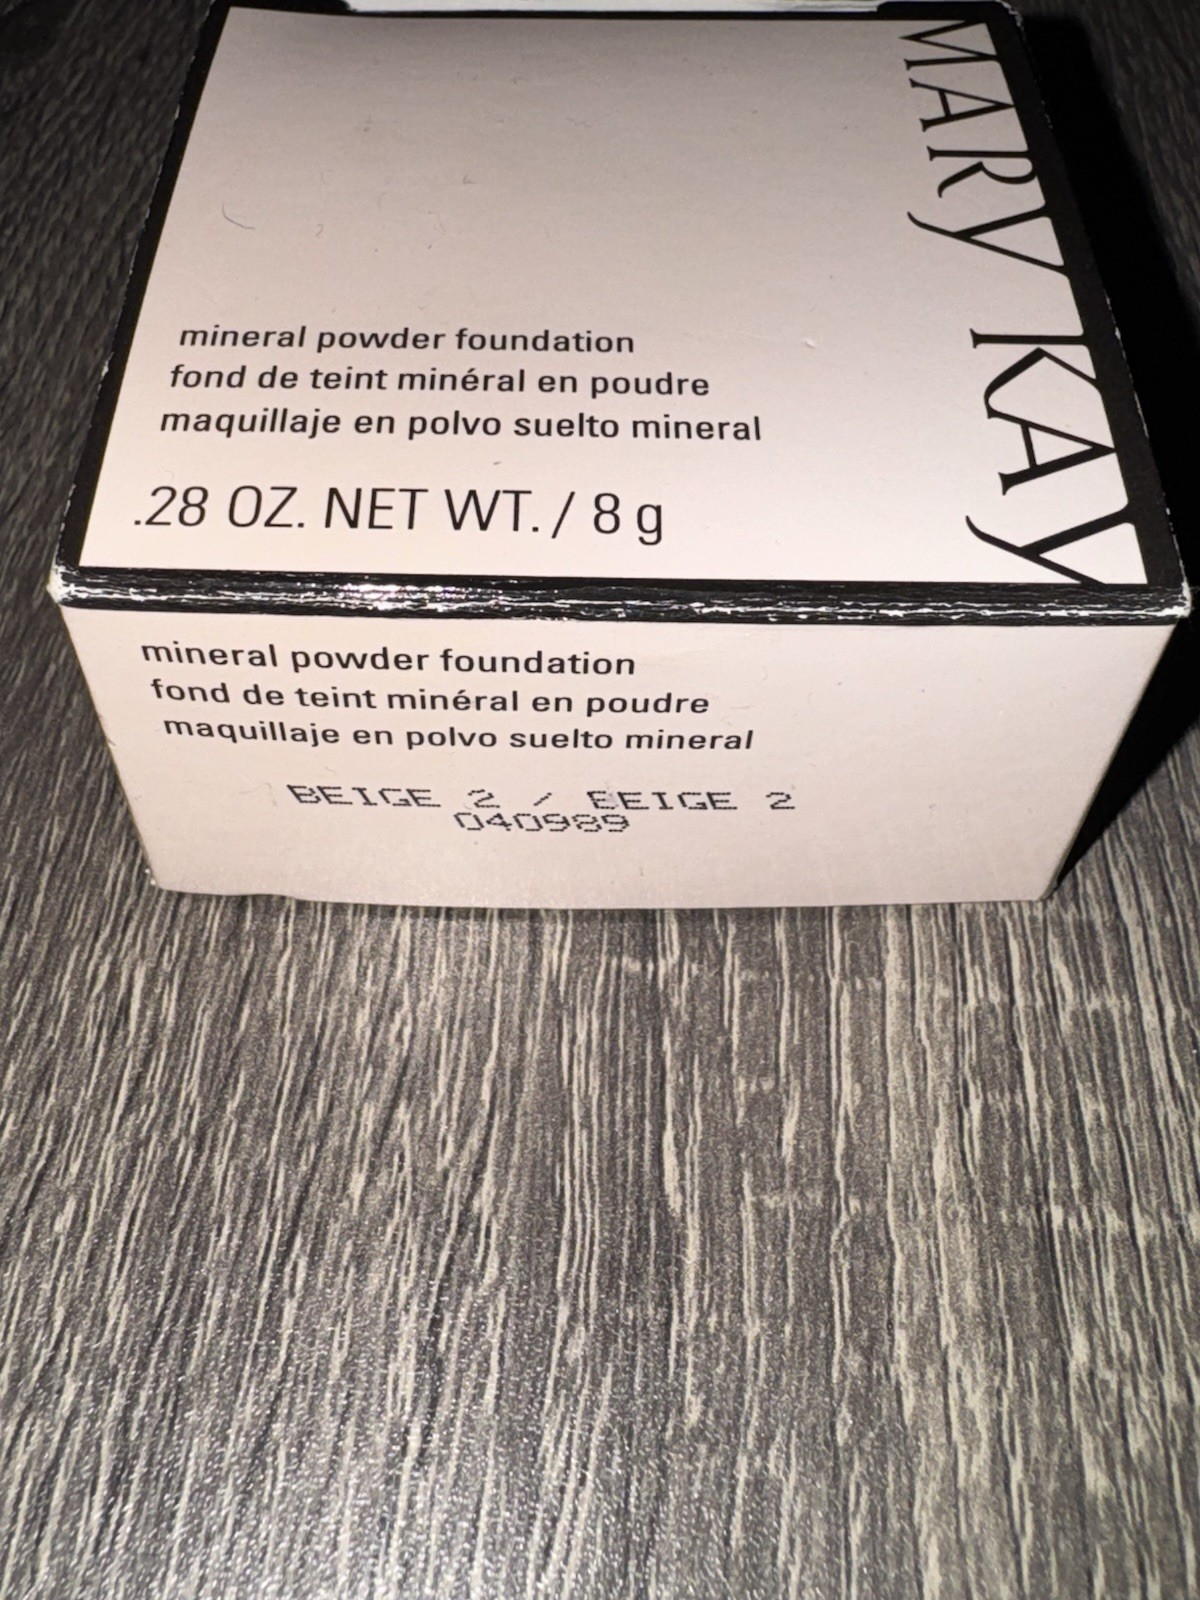 MARY KAY
mineral powder foundation
fond de teint minéral en poudre
maquillaje en polvo suelto mineral
.28 OZ. NET WT. / 8 g
mineral powder foundation
fond de teint minéral en poudre
maquillaje en polvo suelto mineral
BEIGE 2 / BEIGE 2
040989